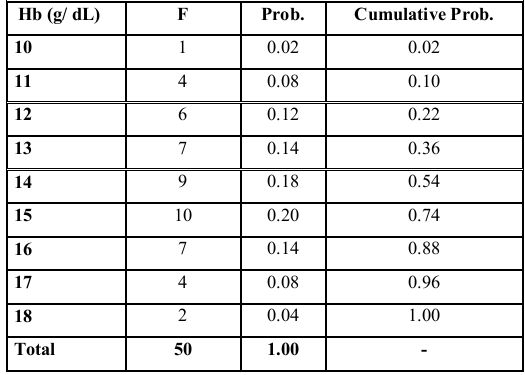 Hb (g/ dL) F Prob. Cumulative Prob.
10 1 0.02 0.02
11 4 0.08 0.10
12 6 0.12 0.22
13 7 0.14 0.36
14 9 0.18 0.54
15 10 0.20 0.74
16 7 0.14 0.88
17 4 0.08 0.96
18 2 0.04 1.00
Total 50 1.00 -